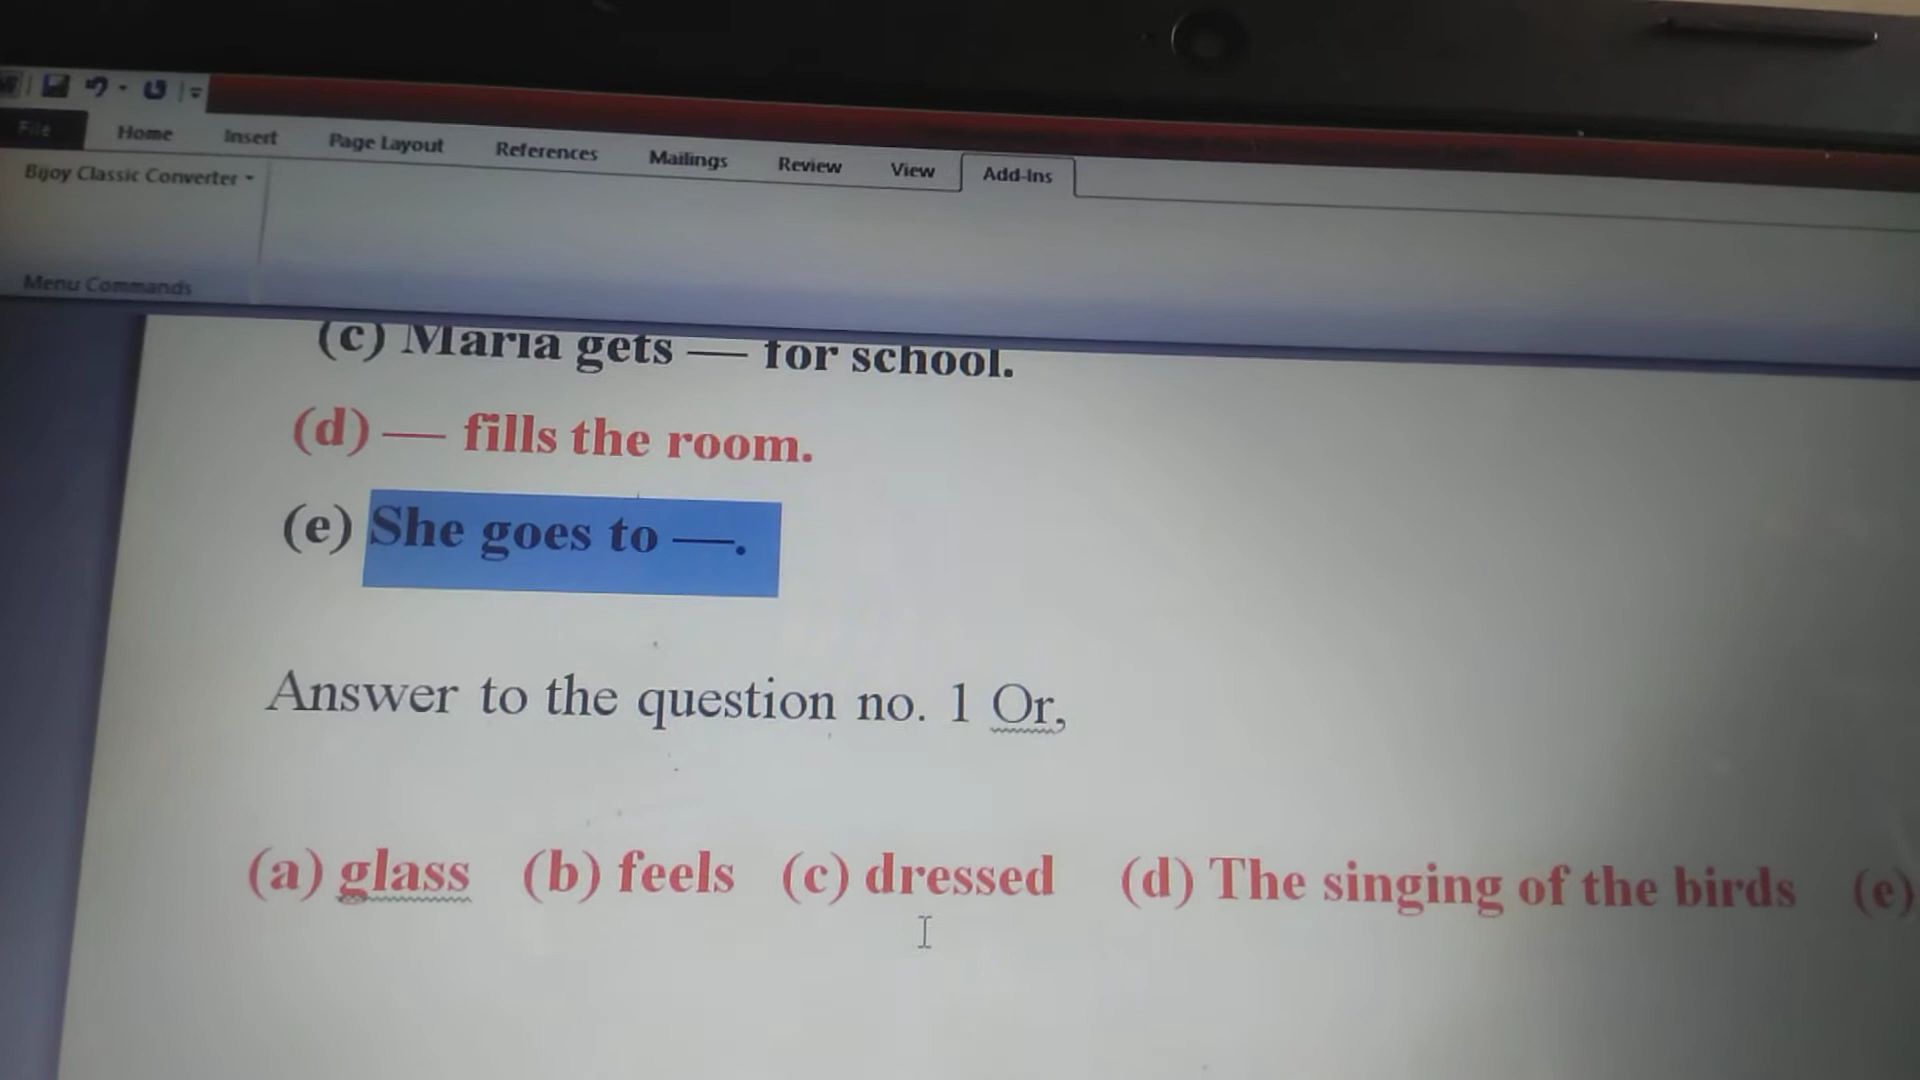 File Home Insert Page Layout References Mailings Review View Add-Ins
Bijoy Classic Converter
Menu Commands
(c) Maria gets — for school.
(d) — fills the room.
(e) She goes to —.
Answer to the question no. 1 Or,
(a) glass (b) feels (c) dressed (d) The singing of the birds (e)